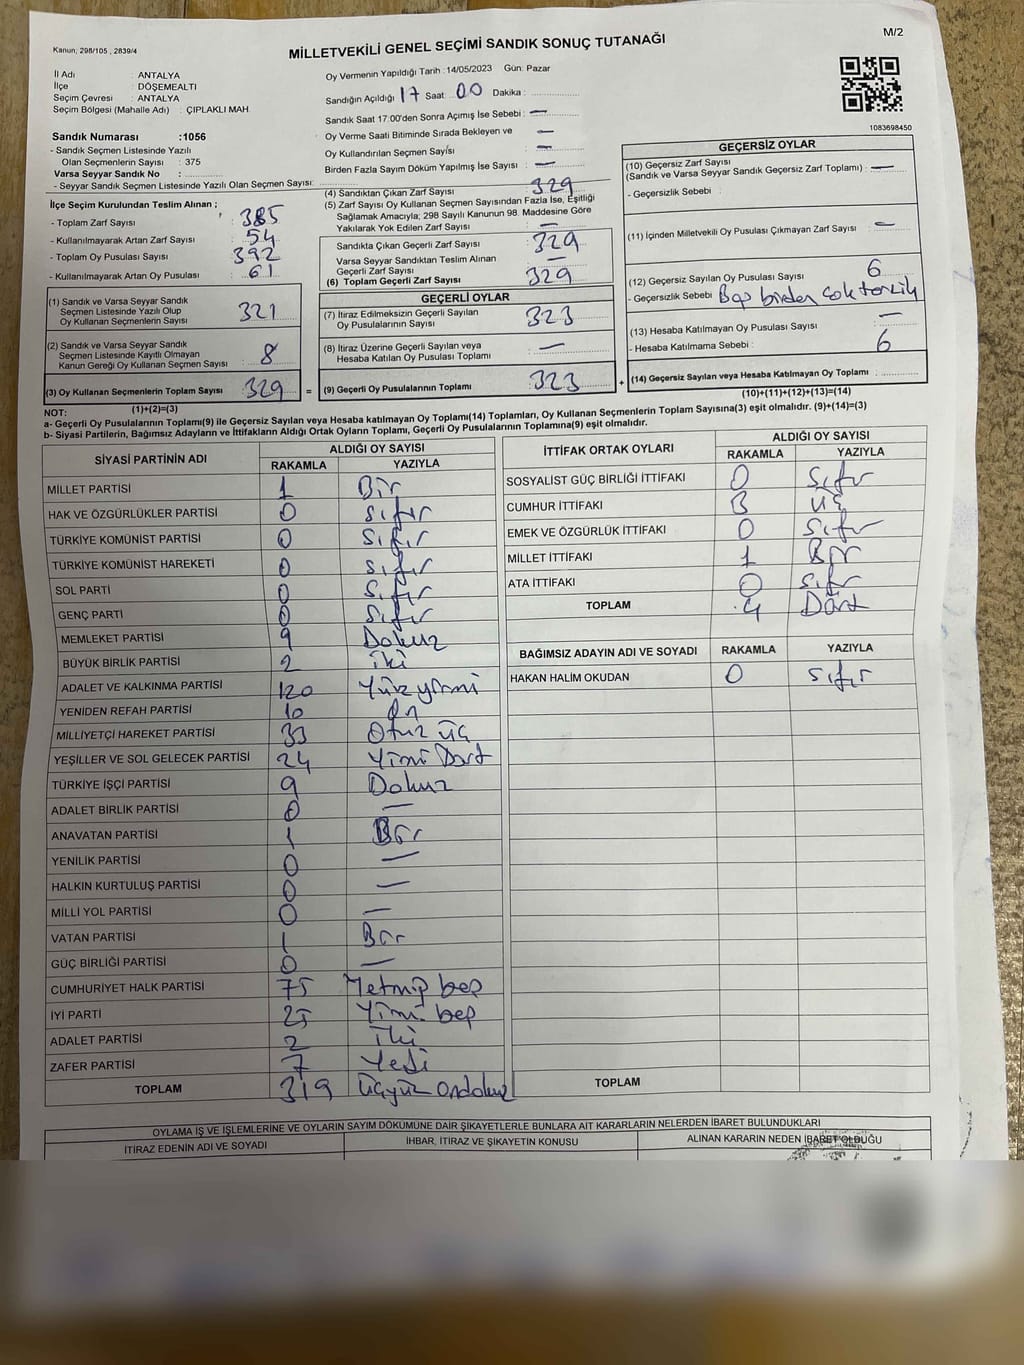 M/2
Kanun, 298/105 , 2839/4
MİLLETVEKİLİ GENEL SEÇİMİ SANDIK SONUÇ TUTANAĞI
İl Adı : ANTALYA
İlçe : DÖŞEMEALTI
Seçim Çevresi : ANTALYA
Seçim Bölgesi (Mahalle Adı) : ÇIPLAKLI MAH.
Sandık Numarası :1056
- Sandık Seçmen Listesinde Yazılı
Olan Seçmenlerin Sayısı : 375
Varsa Seyyar Sandık No :
- Seyyar Sandık Seçmen Listesinde Yazılı Olan Seçmen Sayısı:
Oy Vermenin Yapıldığı Tarih :14/05/2023 Gün: Pazar
Sandığın Açıldığı 17 Saat 00 Dakika :
Sandık Saat 17:00'den Sonra Açımış İse Sebebi : —
Oy Verme Saati Bitiminde Sırada Bekleyen ve —
Oy Kullandırılan Seçmen Sayısı —
Birden Fazla Sayım Döküm Yapılmış İse Sayısı : —
1083698450
İlçe Seçim Kurulundan Teslim Alınan ;
- Toplam Zarf Sayısı : 385
- Kullanılmayarak Artan Zarf Sayısı : 54
- Toplam Oy Pusulası Sayısı : 392
- Kullanılmayarak Artan Oy Pusulası : 61
(1) Sandık ve Varsa Seyyar Sandık
Seçmen Listesinde Yazılı Olup
Oy Kullanan Seçmenlerin Sayısı : 321
(2) Sandık ve Varsa Seyyar Sandık
Seçmen Listesinde Kayıtlı Olmayan
Kanun Gereği Oy Kullanan Seçmen Sayısı : 8
(3) Oy Kullanan Seçmenlerin Toplam Sayısı 329 =
(1)+(2)=(3)
(4) Sandıktan Çıkan Zarf Sayısı 329
(5) Zarf Sayısı Oy Kullanan Seçmen Sayısından Fazla İse, Eşitliği
Sağlamak Amacıyla; 298 Sayılı Kanunun 98. Maddesine Göre
Yakılarak Yok Edilen Zarf Sayısı : —
Sandıkta Çıkan Geçerli Zarf Sayısı : 329
Varsa Seyyar Sandıktan Teslim Alınan
Geçerli Zarf Sayısı : —
(6) Toplam Geçerli Zarf Sayısı : 329
GEÇERLİ OYLAR
(7) İtiraz Edilmeksizin Geçerli Sayılan
Oy Pusulalarının Sayısı : 323
(8) İtiraz Üzerine Geçerli Sayılan veya
Hesaba Katılan Oy Pusulası Toplamı : —
(9) Geçerli Oy Pusulalarının Toplamı : 323 +
GEÇERSİZ OYLAR
(10) Geçersiz Zarf Sayısı
(Sandık ve Varsa Seyyar Sandık Geçersiz Zarf Toplamı) : —
- Geçersizlik Sebebi :
(11) İçinden Milletvekili Oy Pusulası Çıkmayan Zarf Sayısı : —
(12) Geçersiz Sayılan Oy Pusulası Sayısı : 6
- Geçersizlik Sebebi : birden çok tercih
(13) Hesaba Katılmayan Oy Pusulası Sayısı : —
- Hesaba Katılmama Sebebi : 6
(14) Geçersiz Sayılan veya Hesaba Katılmayan Oy Toplamı :
(10)+(11)+(12)+(13)=(14)
NOT:
a- Geçerli Oy Pusulalarının Toplamı(9) ile Geçersiz Sayılan veya Hesaba katılmayan Oy Toplamı(14) Toplamları, Oy Kullanan Seçmenlerin Toplam Sayısına(3) eşit olmalıdır. (9)+(14)=(3)
b- Siyasi Partilerin, Bağımsız Adayların ve İttifakların Aldığı Ortak Oyların Toplamı, Geçerli Oy Pusulalarının Toplamına(9) eşit olmalıdır.
SİYASİ PARTİNİN ADI ALDIĞI OY SAYISI
RAKAMLA YAZIYLA
MİLLET PARTİSİ 1 Bir
HAK VE ÖZGÜRLÜKLER PARTİSİ 0 Sıfır
TÜRKİYE KOMÜNİST PARTİSİ 0 Sıfır
TÜRKİYE KOMÜNİST HAREKETİ 0 Sıfır
SOL PARTİ 0 Sıfır
GENÇ PARTİ 0 Sıfır
MEMLEKET PARTİSİ 9 Dokuz
BÜYÜK BİRLİK PARTİSİ 2 iki
ADALET VE KALKINMA PARTİSİ 120 Yüz yirmi
YENİDEN REFAH PARTİSİ 10 On
MİLLİYETÇİ HAREKET PARTİSİ 33 Otuz üç
YEŞİLLER VE SOL GELECEK PARTİSİ 24 Yirmi Dört
TÜRKİYE İŞÇİ PARTİSİ 9 Dokuz
ADALET BİRLİK PARTİSİ 0 —
ANAVATAN PARTİSİ 1 Bir
YENİLİK PARTİSİ 0 —
HALKIN KURTULUŞ PARTİSİ 0 —
MİLLİ YOL PARTİSİ 0 —
VATAN PARTİSİ 1 Bir
GÜÇ BİRLİĞİ PARTİSİ 0 —
CUMHURİYET HALK PARTİSİ 75 Yetmiş beş
İYİ PARTİ 25 Yirmi beş
ADALET PARTİSİ 2 İki
ZAFER PARTİSİ 7 Yedi
TOPLAM 319 üçyüz ondokuz
İTTİFAK ORTAK OYLARI ALDIĞI OY SAYISI
RAKAMLA YAZIYLA
SOSYALİST GÜÇ BİRLİĞİ İTTİFAKI 0 Sıfır
CUMHUR İTTİFAKI 3 üç
EMEK VE ÖZGÜRLÜK İTTİFAKI 0 Sıfır
MİLLET İTTİFAKI 1 Bir
ATA İTTİFAKI 0 Sıfır
TOPLAM 4 Dört
BAĞIMSIZ ADAYIN ADI VE SOYADI RAKAMLA YAZIYLA
HAKAN HALİM OKUDAN 0 Sıfır
TOPLAM
OYLAMA İŞ VE İŞLEMLERİNE VE OYLARIN SAYIM DÖKÜMÜNE DAİR ŞİKAYETLERLE BUNLARA AİT KARARLARIN NELERDEN İBARET BULUNDUKLARI
İTİRAZ EDENİN ADI VE SOYADI İHBAR, İTİRAZ VE ŞİKAYETİN KONUSU ALINAN KARARIN NEDEN İBARET OLDUĞU